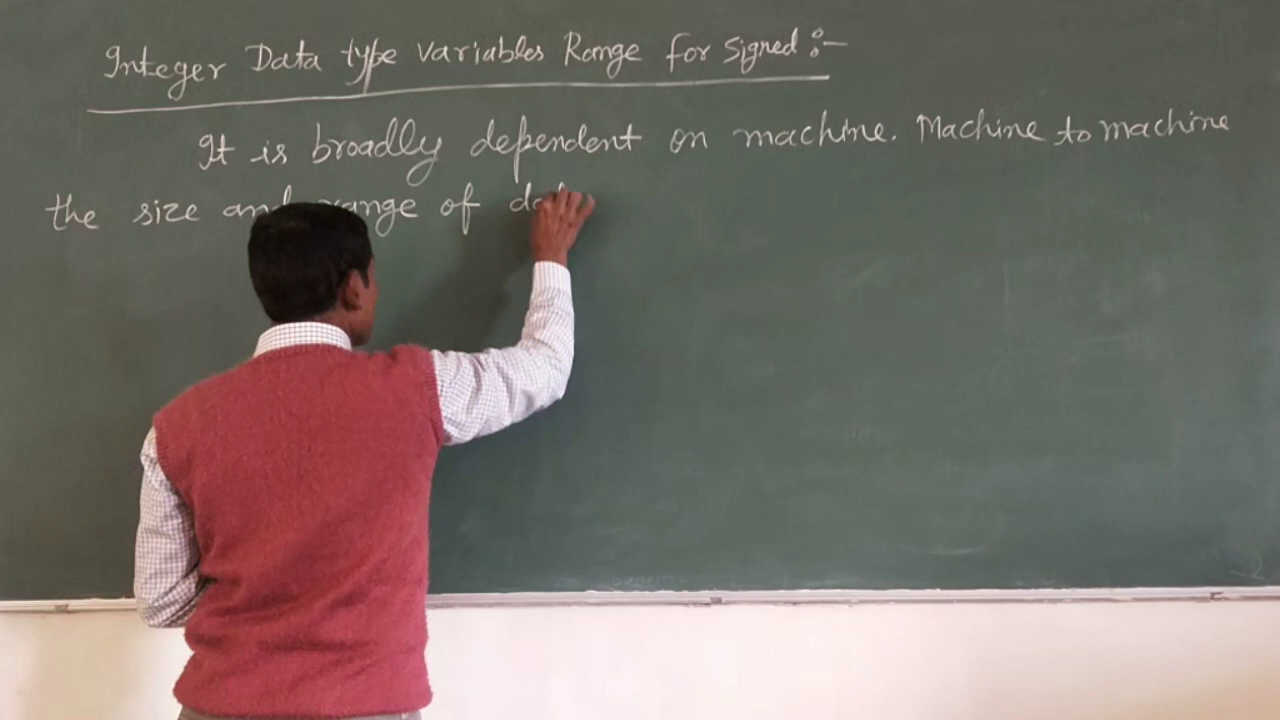 Integer Data type Variables Range for Signed :-
It is broadly dependent on machine. Machine to machine
the size and range of